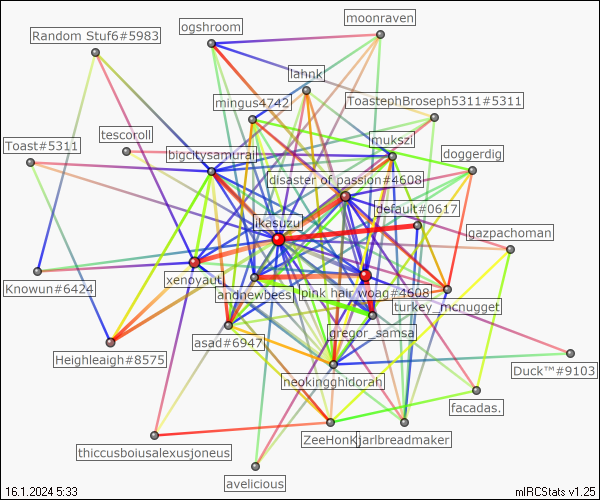 ogshroom
moonraven
Random Stuf6#5983
lahnk
mingus4742
ToastephBroseph5311#5311
tescoroll
mukszi
Toast#5311
bigcitysamurai
doggerdig
disaster of passion#4608
default#0617
ikasuzu
gazpachoman
xenoyaut
Knowun#6424
andnewbees
pink hair woag#4608
turkey_mcnugget
gregor_samsa
asad#6947
Heighleaigh#8575
Duck™#9103
neokingghidorah
facadas.
ZeeHonk
jarlbreadmaker
thiccusboiusalexusjoneus
avelicious
16.1.2024 5:33
mIRCStats v1.25